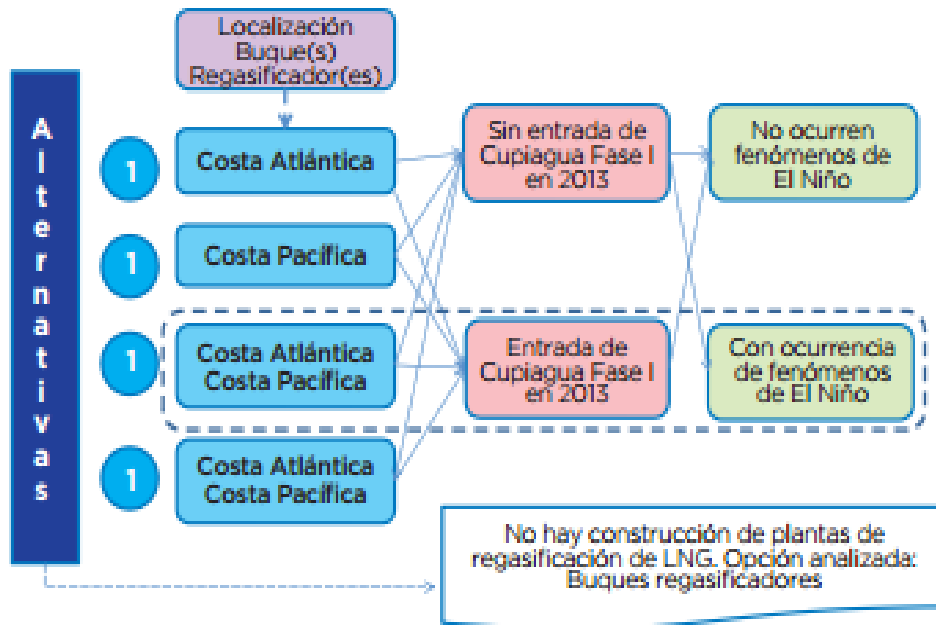 Localización
Buque(s)
Regasificador(es)
Alternativas
1
Costa Atlántica
Sin entrada de
Cupiagua Fase I
en 2013
No ocurren
fenómenos de
El Niño
1
Costa Pacífica
1
Costa Atlántica
Costa Pacífica
Entrada de
Cupiagua Fase I
en 2013
Con ocurrencia
de fenómenos
de El Niño
1
Costa Atlántica
Costa Pacífica
No hay construcción de plantas de
regasificación de LNG. Opción analizada:
Buques regasificadores